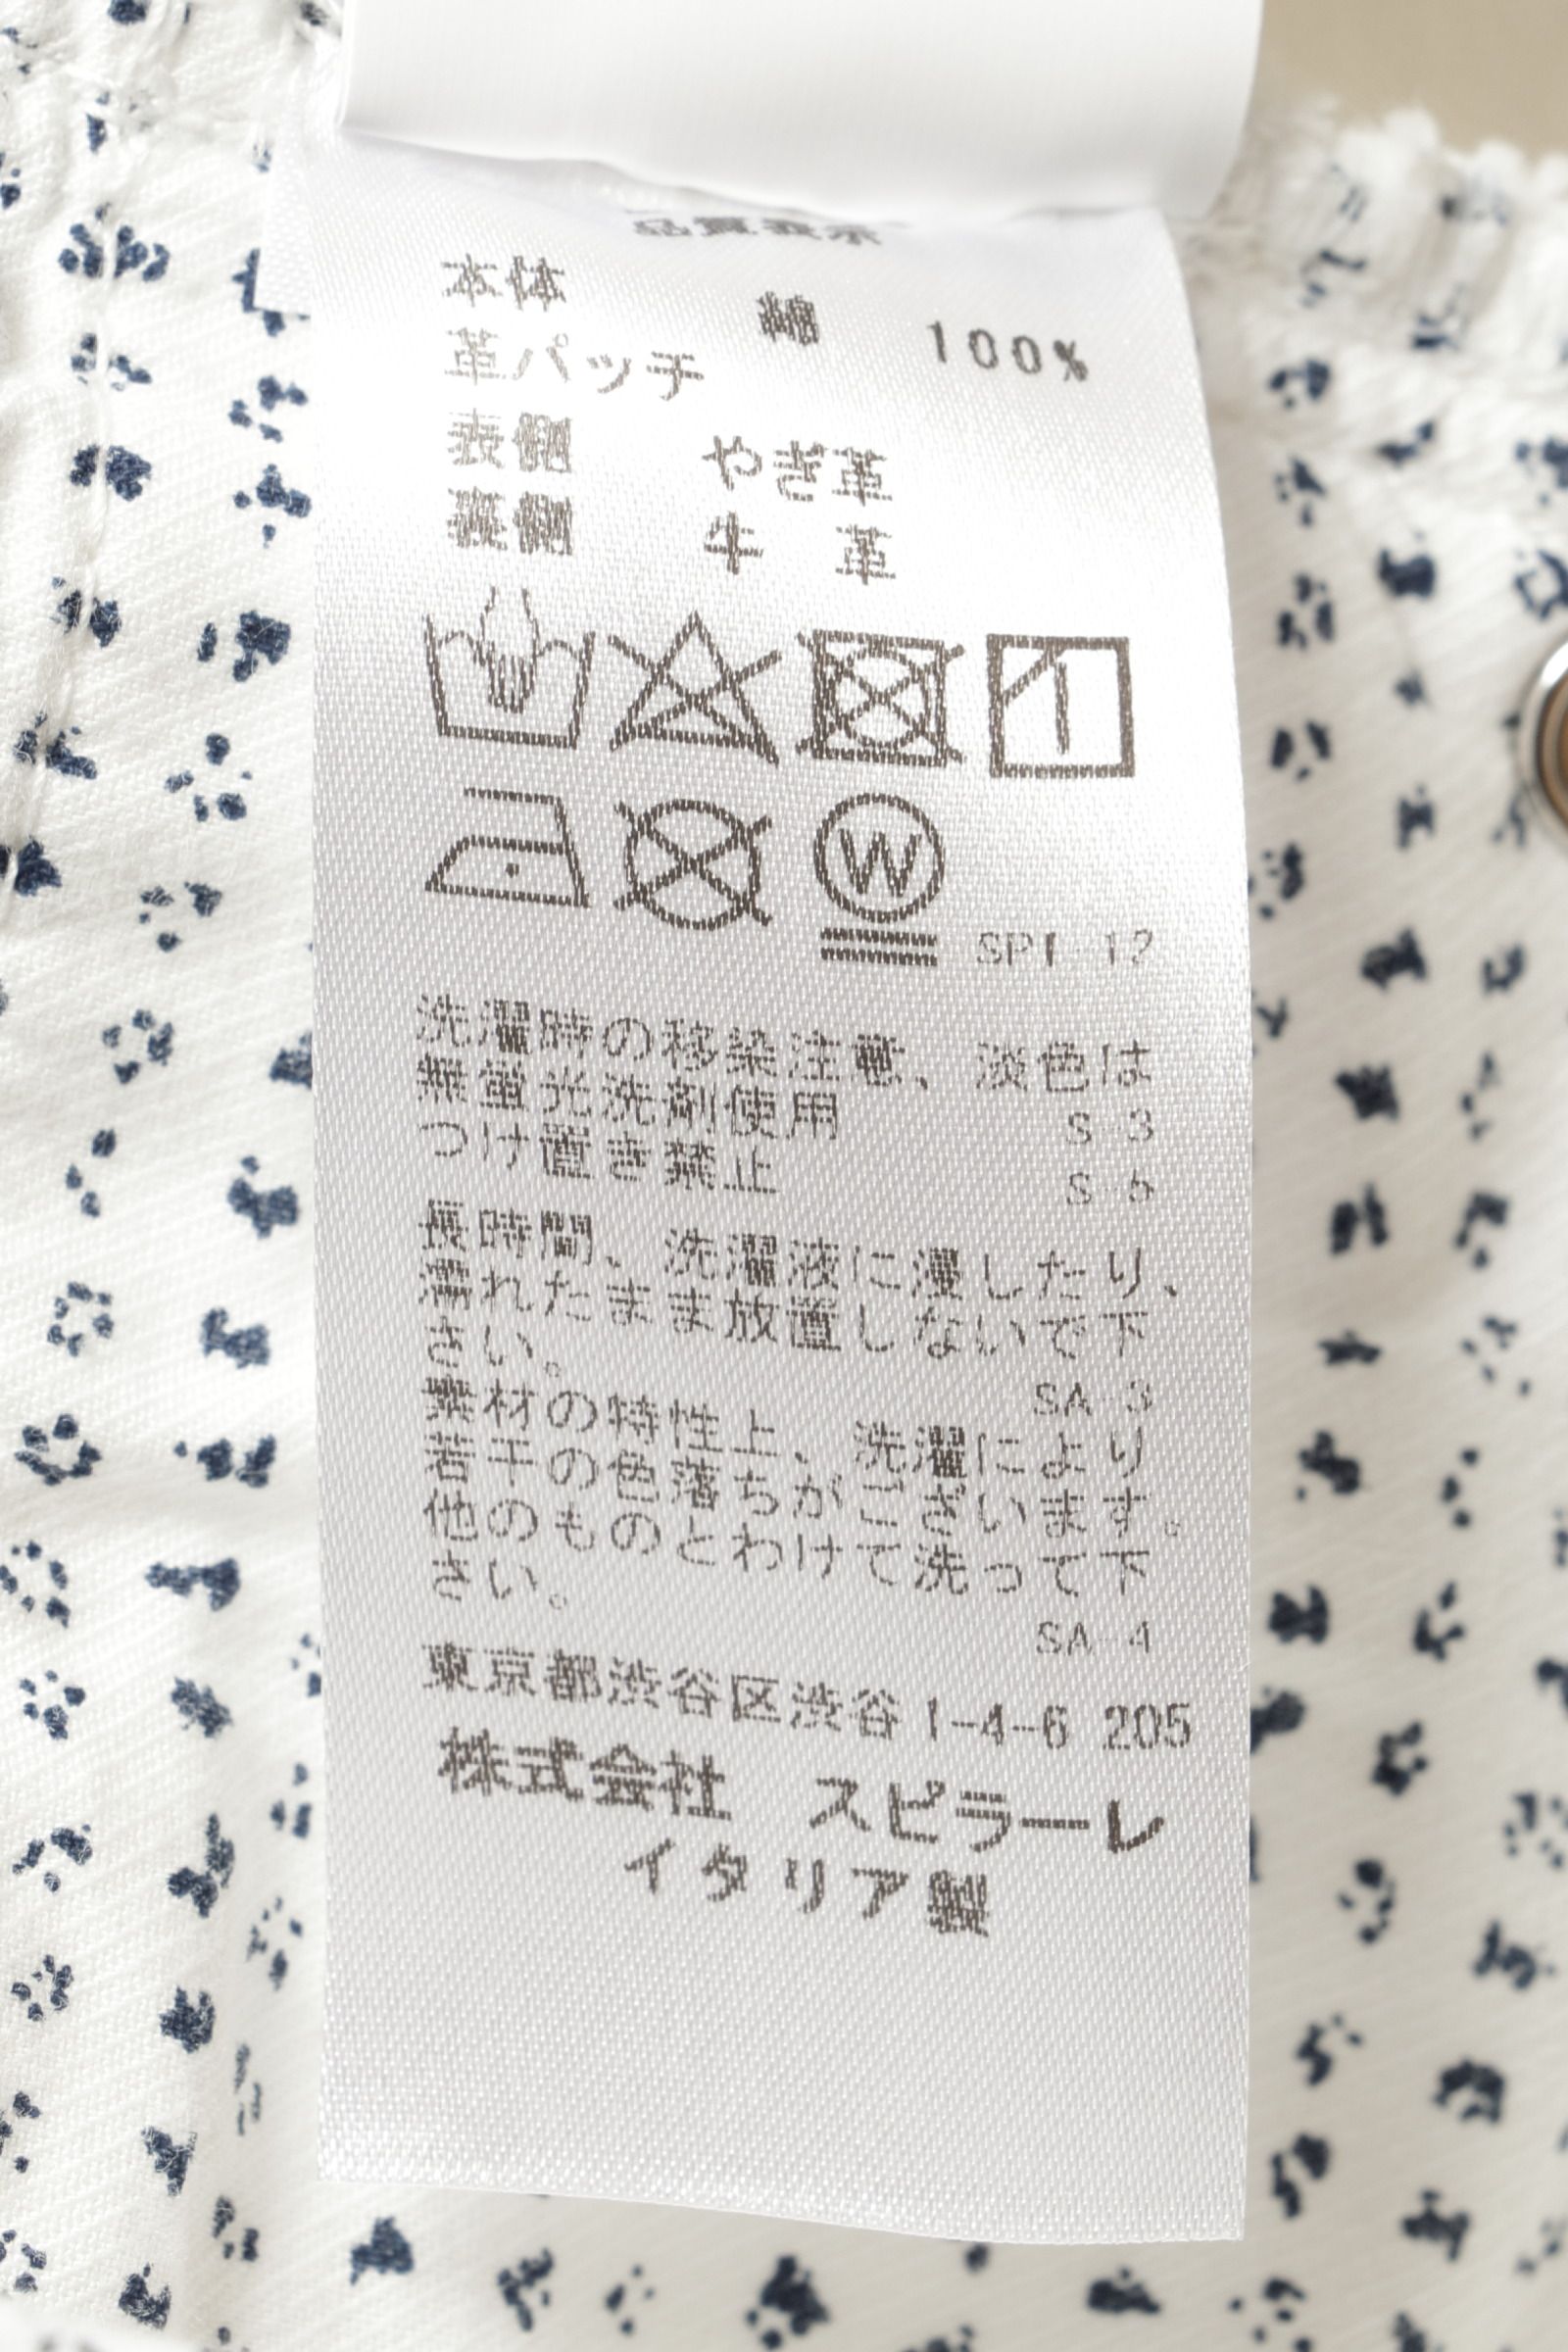 品質表示
本体 綿 100%
革パッチ
表側 やぎ革
裏側 牛 革
W
SPI-12
洗濯時の移染注意、淡色は
無蛍光洗剤使用 S-3
つけ置き禁止 S-5
長時間、洗濯液に浸したり、
濡れたまま放置しないで下
さい。
SA-3
素材の特性上、洗濯により
若干の色落ちがございます。
他のものとわけて洗って下
さい。
SA-4
東京都渋谷区渋谷1-4-6 205
株式会社 スピラーレ
イタリア製